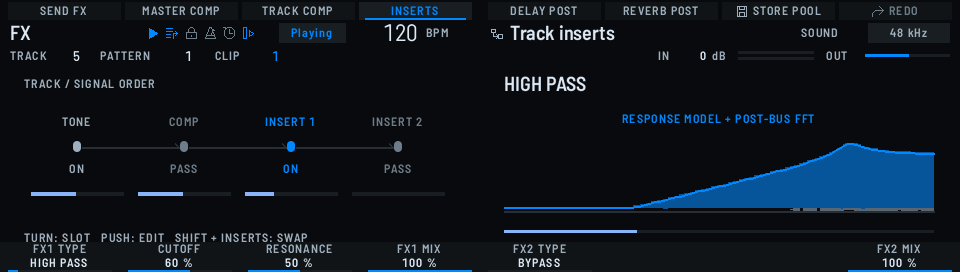 SEND FX MASTER COMP TRACK COMP INSERTS DELAY POST REVERB POST STORE POOL REDO
FX Playing 120 BPM Track inserts SOUND 48 kHz
TRACK 5 PATTERN 1 CLIP 1 IN 0 dB OUT
TRACK / SIGNAL ORDER HIGH PASS
RESPONSE MODEL + POST-BUS FFT
TONE COMP INSERT 1 INSERT 2
ON PASS ON PASS
TURN: SLOT PUSH: EDIT SHIFT + INSERTS: SWAP
FX1 TYPE CUTOFF RESONANCE FX1 MIX FX2 TYPE FX2 MIX
HIGH PASS 60 % 50 % 100 % BYPASS 100 %